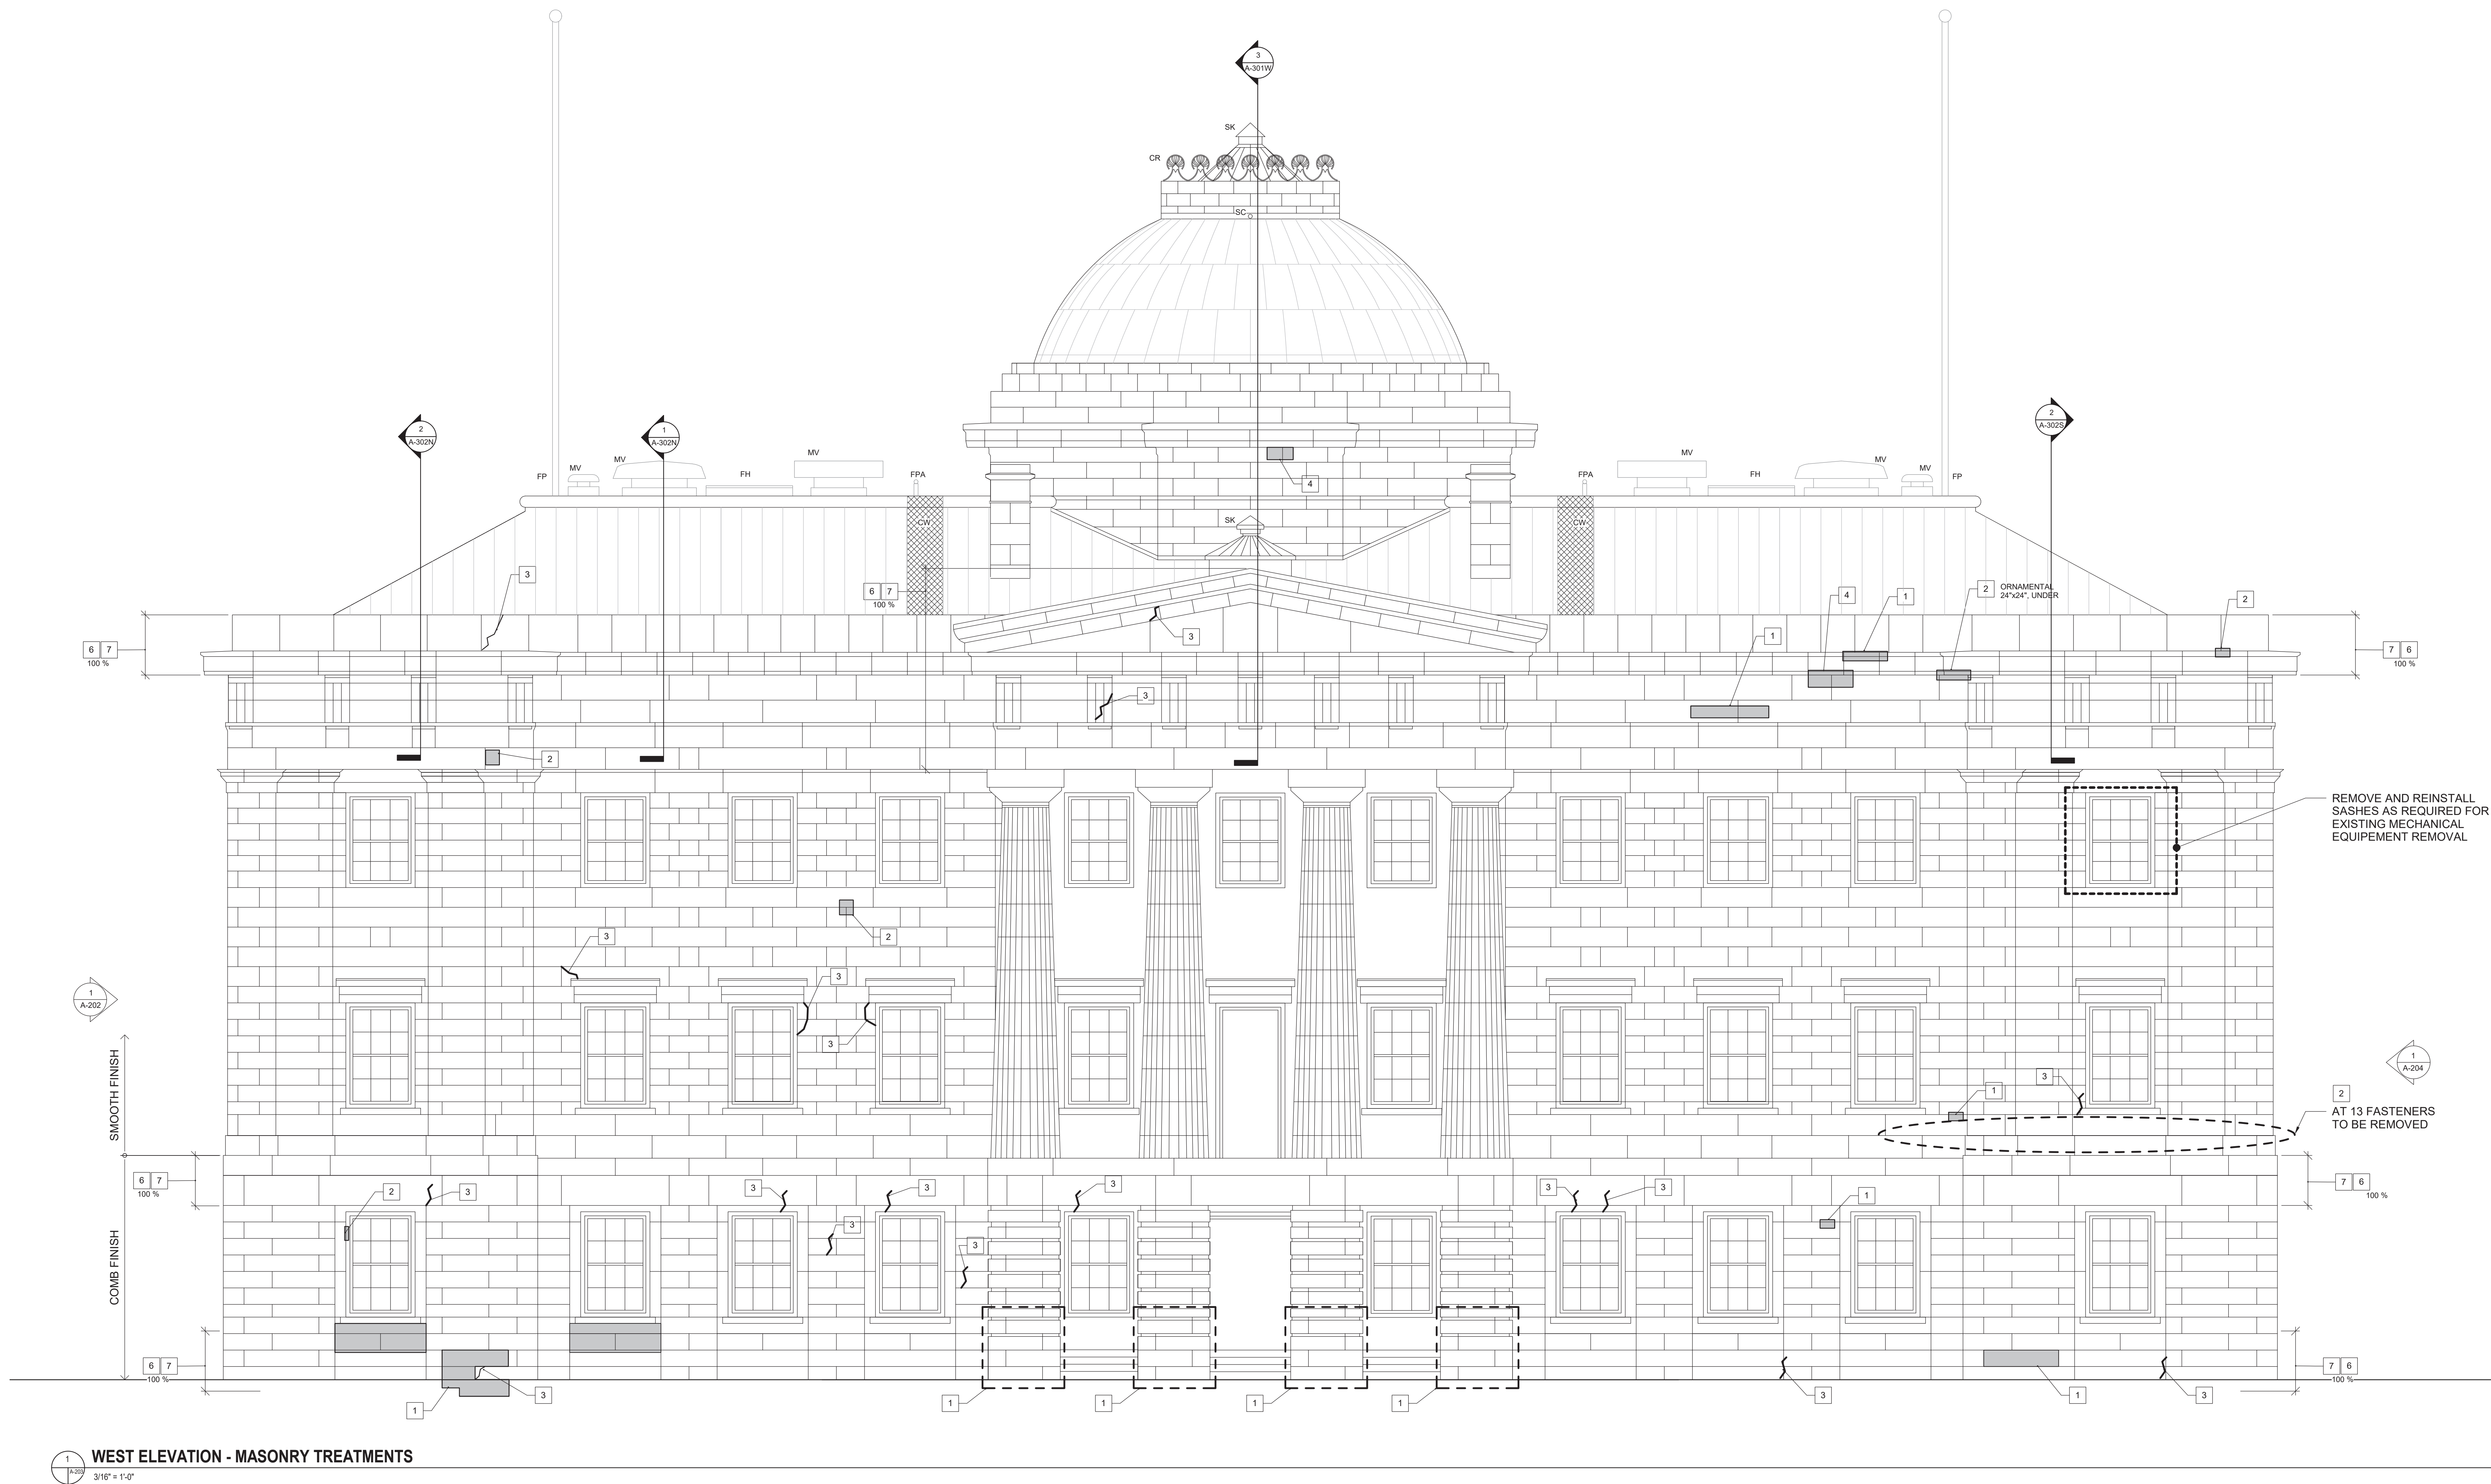 3
A-301W
SK
CR
SC
2
A-302N
1
A-302N
2
A-302S
FP
MV
MV
FH
MV
FPA
4
FPA
MV
FH
MV
MV
FP
CW
SK
CW
3
6 7
100 %
4
1
2
ORNAMENTAL
24"x24", UNDER
2
3
1
6 7
100 %
7 6
100 %
3
2
REMOVE AND REINSTALL
SASHES AS REQUIRED FOR
EXISTING MECHANICAL
EQUIPEMENT REMOVAL
2
3
3
1
A-202
3
SMOOTH FINISH
1
A-204
3
1
2
AT 13 FASTENERS
TO BE REMOVED
6 7
100 %
2
3
3
3
3
3
3
1
7 6
100 %
3
3
COMB FINISH
6 7
100 %
3
1
1
1
1
1
3
1
3
7 6
100 %
1
A-203
WEST ELEVATION - MASONRY TREATMENTS
3/16" = 1'-0"